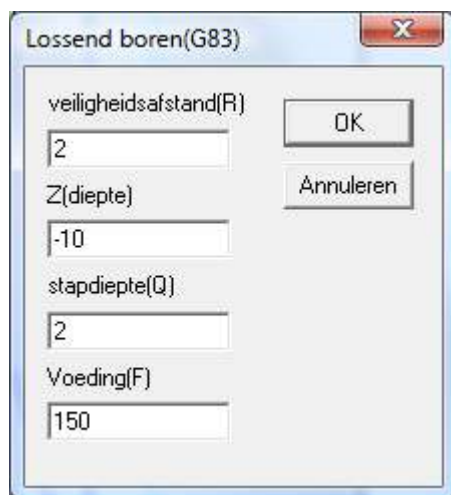 Lossend boren(G83)
veiligheidsafstand(R)
2
OK
Z(diepte)
Annuleren
-10
stapdiepte(Q)
2
Voeding(F)
150